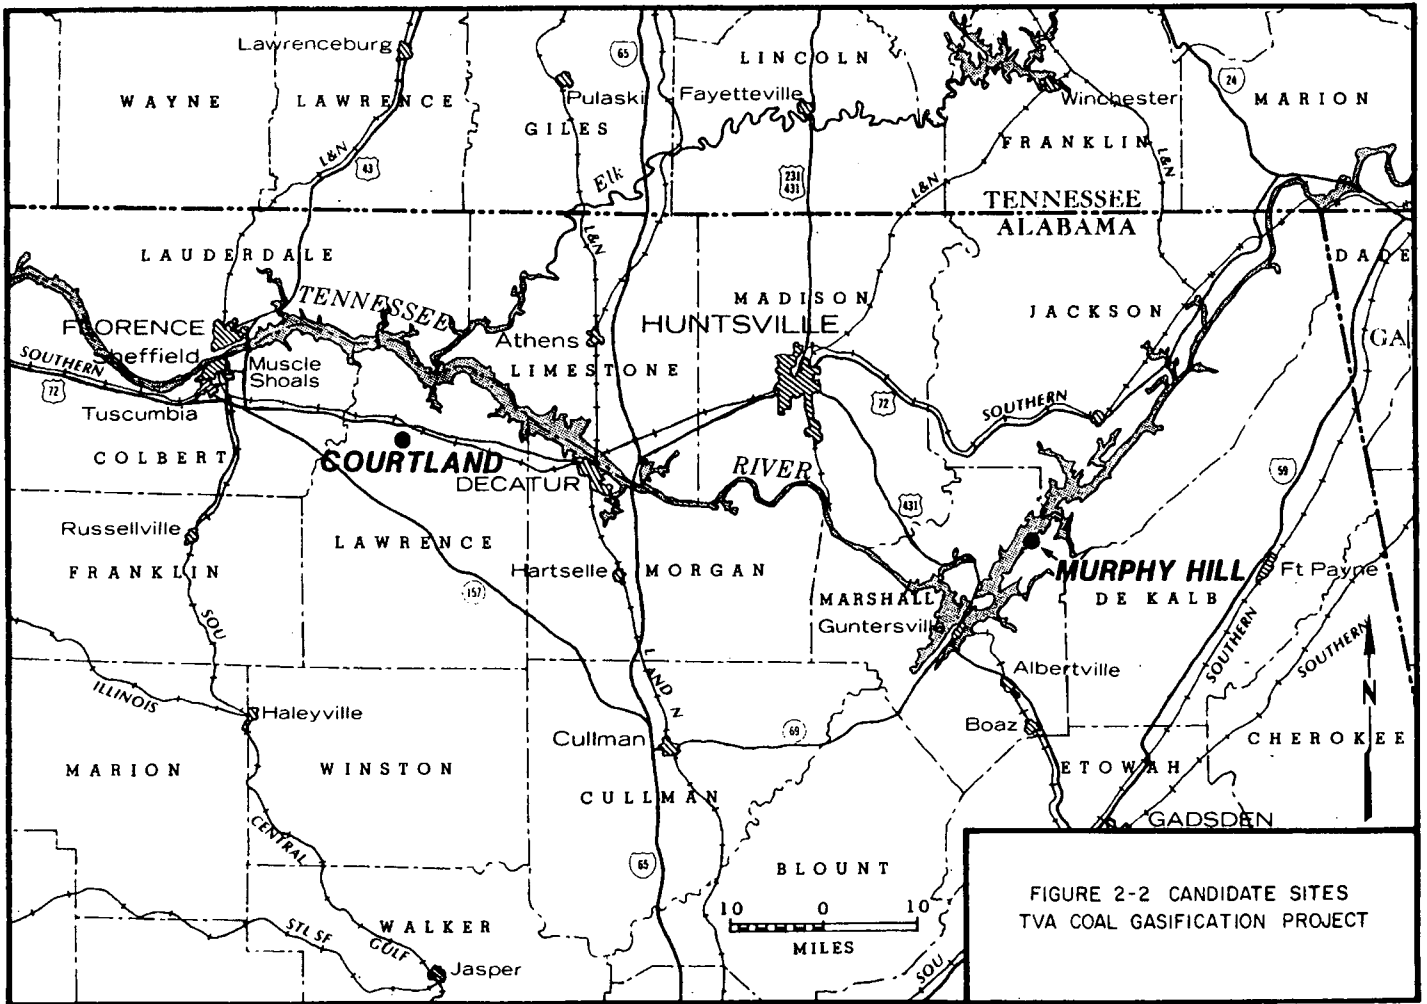 Lawrenceburg
65
LINCOLN
24
WAYNE
LAWRENCE
Pulaski
Fayetteville
Winchester
MARION
GILES
FRANKLIN
L&N
43
Elk
231
431
L&N
L&N
TENNESSEE
ALABAMA
L&N
LAUDERDALE
DADE
TENNESSEE
MADISON
JACKSON
FLORENCE
HUNTSVILLE
GA
SOUTHERN
Sheffield
Athens
Muscle
Shoals
LIMESTONE
72
Tuscumbia
72
SOUTHERN
COLBERT
COURTLAND
DECATUR
RIVER
59
431
Russellville
LAWRENCE
FRANKLIN
Hartselle
MORGAN
MURPHY HILL
Ft Payne
157
MARSHALL
DE KALB
Guntersville
SOU
SOUTHERN
SOUTHERN
L AND N
Albertville
ILLINOIS
N
Haleyville
Boaz
Cullman
69
CHEROKEE
MARION
WINSTON
ETOWAH
CULLMAN
GADSDEN
CENTRAL
65
BLOUNT
10 0 10
MILES
STL SF
GULF
WALKER
Jasper
SOU
FIGURE 2-2 CANDIDATE SITES
TVA COAL GASIFICATION PROJECT